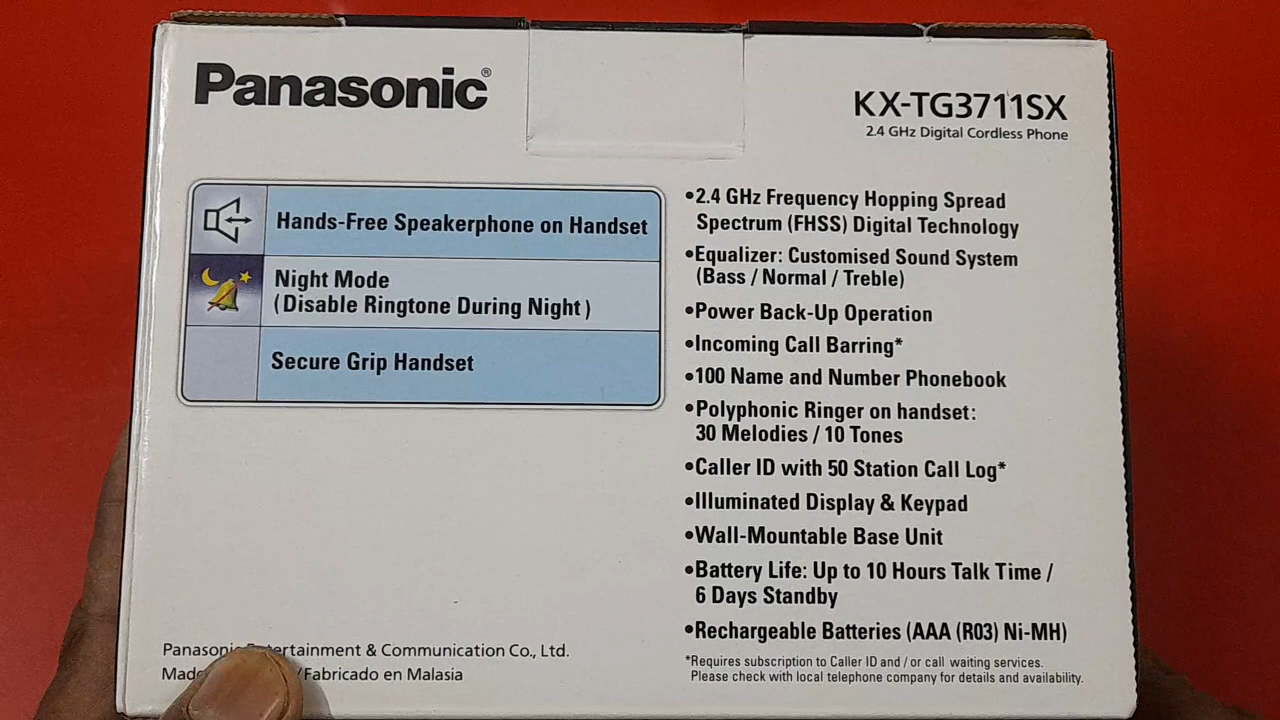 Panasonic®
KX-TG3711SX
2.4 GHz Digital Cordless Phone
Hands-Free Speakerphone on Handset
Night Mode
(Disable Ringtone During Night)
Secure Grip Handset
•2.4 GHz Frequency Hopping Spread
Spectrum (FHSS) Digital Technology
•Equalizer: Customised Sound System
(Bass / Normal / Treble)
•Power Back-Up Operation
•Incoming Call Barring*
•100 Name and Number Phonebook
•Polyphonic Ringer on handset:
30 Melodies / 10 Tones
•Caller ID with 50 Station Call Log*
•Illuminated Display & Keypad
•Wall-Mountable Base Unit
•Battery Life: Up to 10 Hours Talk Time /
6 Days Standby
•Rechargeable Batteries (AAA (R03) Ni-MH)
*Requires subscription to Caller ID and / or call waiting services.
Please check with local telephone company for details and availability.
Panasonic Entertainment & Communication Co., Ltd.
Made /Fabricado en Malasia